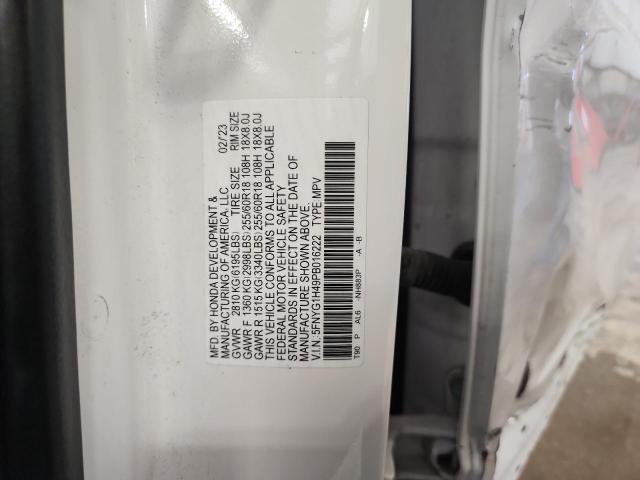 MFD. BY HONDA DEVELOPMENT &
MANUFACTURING OF AMERICA, LLC 02/23
GVWR 2810 KG(6195LBS) TIRE SIZE RIM SIZE
GAWR F 1360 KG(2998LBS) 255/60R18 108H 18X8.0J
GAWR R 1515 KG(3340LBS) 255/60R18 108H 18X8.0J
THIS VEHICLE CONFORMS TO ALL APPLICABLE
FEDERAL MOTOR VEHICLE SAFETY
STANDARDS IN EFFECT ON THE DATE OF
MANUFACTURE SHOWN ABOVE.
V.I.N.:5FNYG1H49PB016222 TYPE MPV
T90 P AL6 -NH883P -A -B